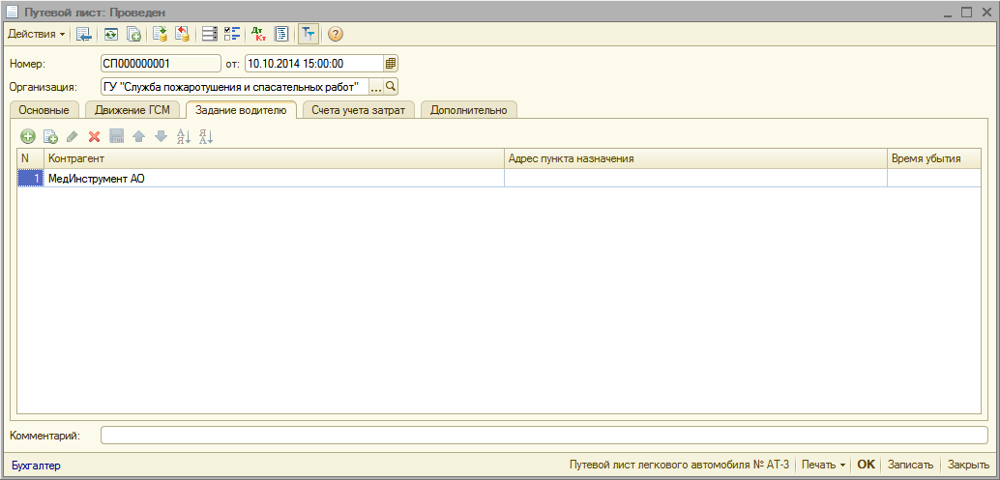 Путевой лист: Проведен
Действия
Дт Кт
Номер: СП000000001 от: 10.10.2014 15:00:00
Организация: ГУ "Служба пожаротушения и спасательных работ" ...
Основные Движение ГСМ Задание водителю Счета учета затрат Дополнительно
N Контрагент Адрес пункта назначения Время убытия
1 МедИнструмент АО
Комментарий:
Бухгалтер Путевой лист легкового автомобиля № АТ-3 Печать OK Записать Закрыть